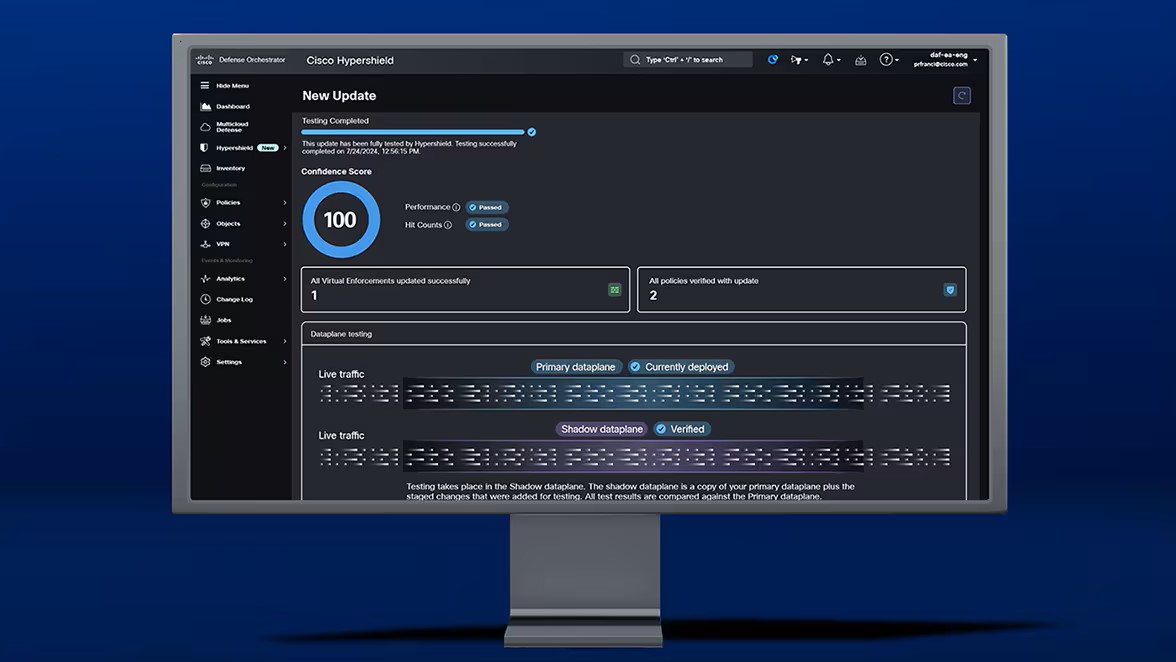 CISCO Defense Orchestrator
Cisco Hypershield
Type 'Ctrl' + '/' to search
daf-ea-eng
prfranci@cisco.com
Hide Menu
Dashboard
Multicloud
Defense
Hypershield New
Inventory
Configuration
Policies
Objects
VPN
Events & Monitoring
Analytics
Change Log
Jobs
Tools & Services
Settings
New Update
Testing Completed
This update has been fully tested by Hypershield. Testing successfully
completed on 7/24/2024, 12:56:15 PM.
Confidence Score
100
Performance Passed
Hit Counts Passed
All Virtual Enforcements updated successfully
1
All policies verified with update
2
Dataplane testing
Primary dataplane Currently deployed
Live traffic
Shadow dataplane Verified
Live traffic
Testing takes place in the Shadow dataplane. The shadow dataplane is a copy of your primary dataplane plus the
staged changes that were added for testing. All test results are compared against the Primary dataplane,